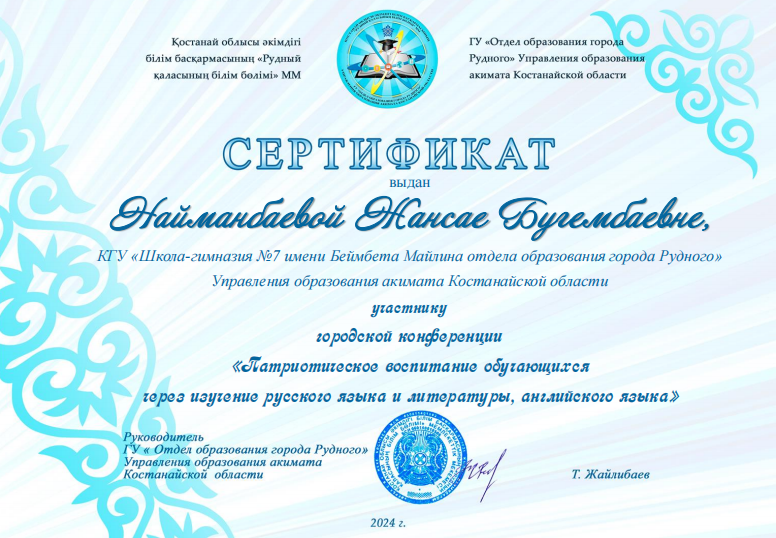 Қостанай облысы әкімдігі
білім басқармасының «Рудный
қаласының білім бөлімі» ММ
ГУ «Отдел образования города
Рудного» Управления образования
акимата Костанайской области
СЕРТИФИКАТ
выдан
Найманбаевой Жансае Бугембаевне,
КГУ «Школа-гимназия №7 имени Беймбета Майлина отдела образования города Рудного»
Управления образования акимата Костанайской области
участнику
городской конференции
«Патриотическое воспитание обучающихся
через изучение русского языка и литературы, английского языка»
Руководитель
ГУ « Отдел образования города Рудного»
Управления образования акимата
Костанайской области
Т. Жайлибаев
2024 г.